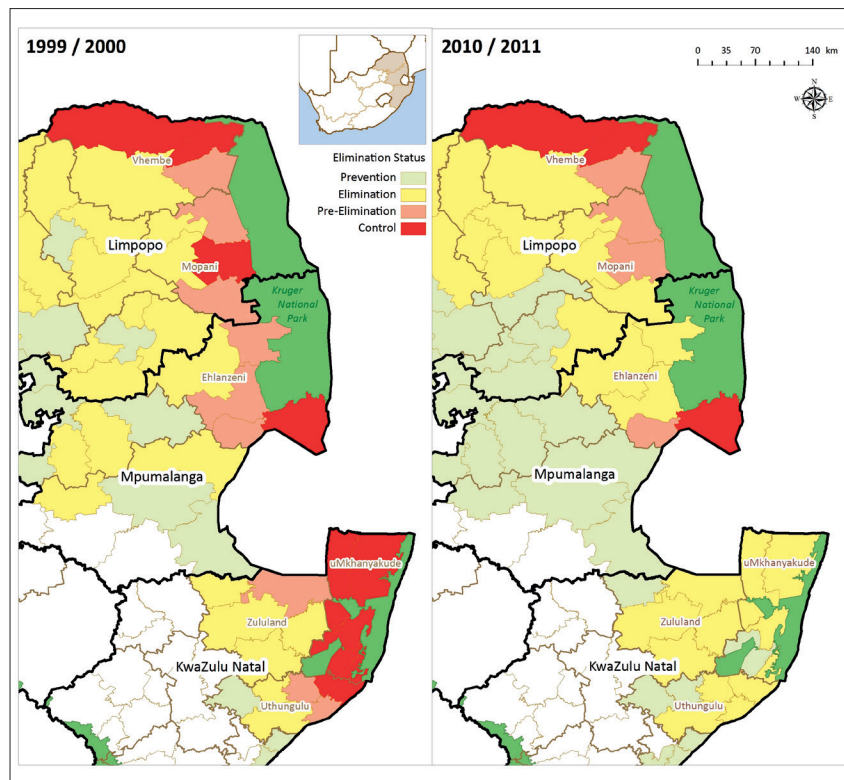 1999 / 2000
Elimination Status
Prevention
Elimination
Pre-Elimination
Control
Vhembe
Limpopo
Mopani
Kruger
National
Park
Ehlanzeni
Mpumalanga
uMkhanyakude
Zululand
KwaZulu Natal
Uthungulu
2010 / 2011
0 35 70 140 km
N
W E
S
Vhembe
Limpopo
Mopani
Kruger
National
Park
Ehlanzeni
Mpumalanga
uMkhanyakude
Zululand
KwaZulu Natal
Uthungulu